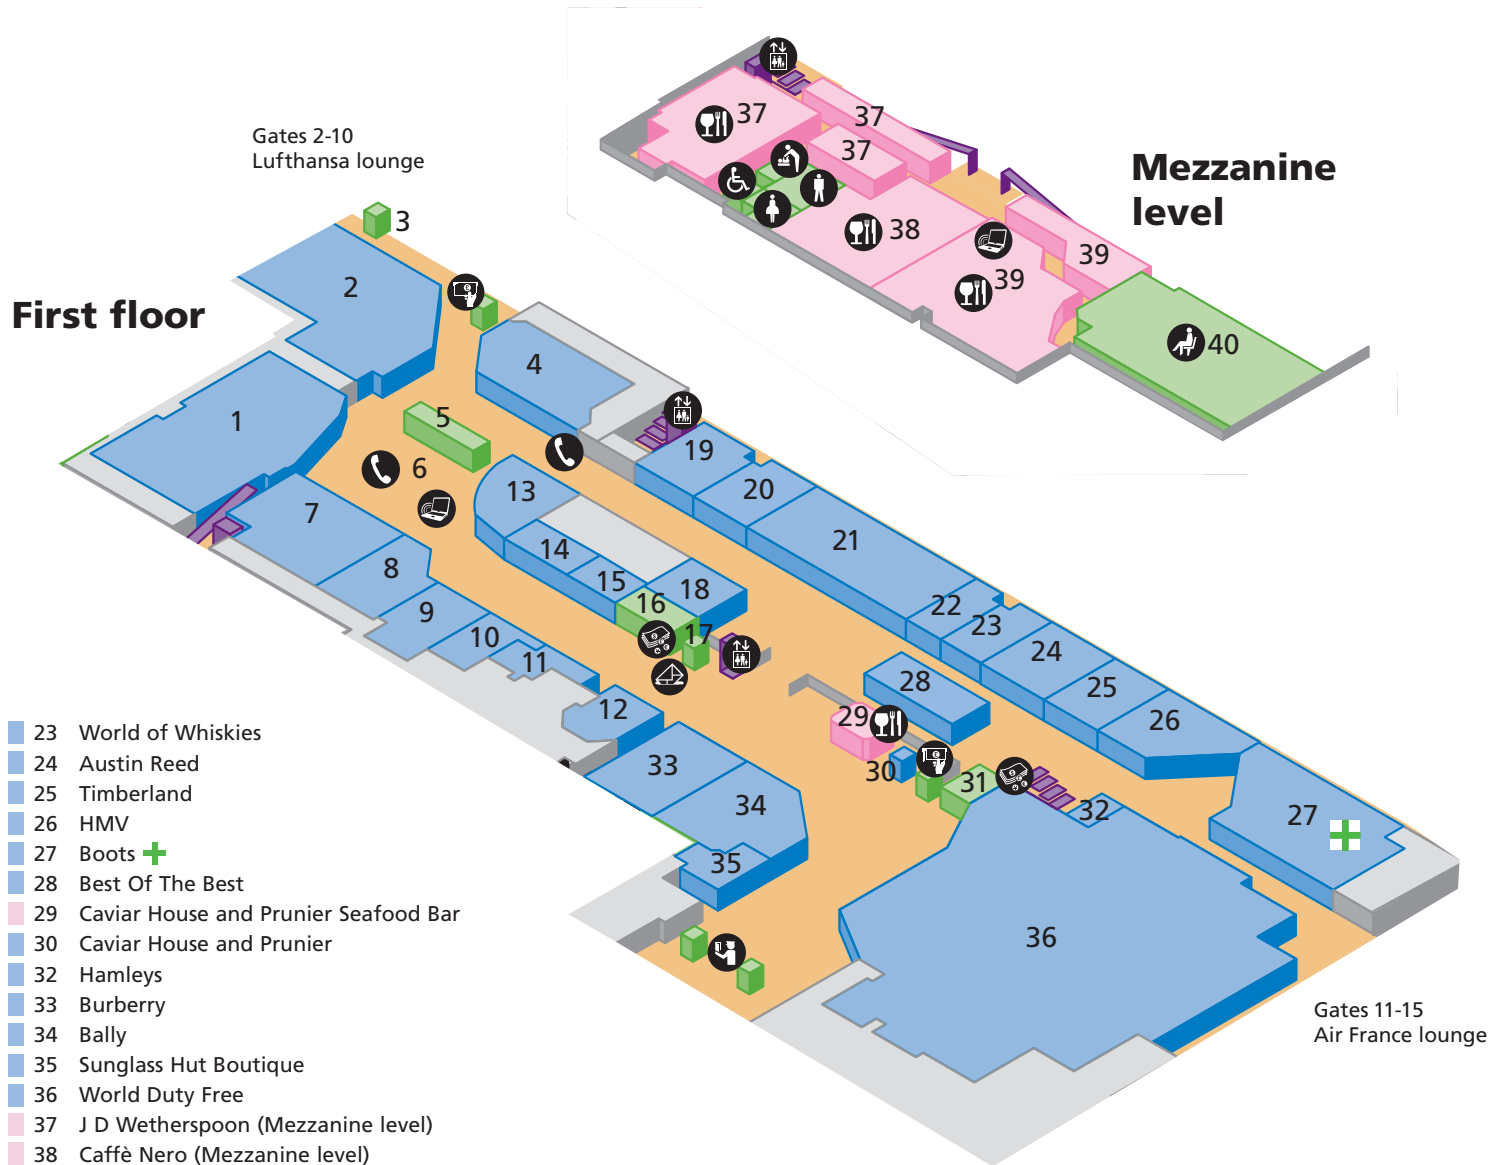 Mezzanine
level
37
37
37
38
39
39
40
Gates 2-10
Lufthansa lounge
First floor
3
2
4
1
5
6
7
8
9
10
11
12
13
14
15
16
17
18
19
20
21
22
23
24
25
26
27
28
29
30
31
32
33
34
35
36
Gates 11-15
Air France lounge
23 World of Whiskies
24 Austin Reed
25 Timberland
26 HMV
27 Boots
28 Best Of The Best
29 Caviar House and Prunier Seafood Bar
30 Caviar House and Prunier
32 Hamleys
33 Burberry
34 Bally
35 Sunglass Hut Boutique
36 World Duty Free
37 J D Wetherspoon (Mezzanine level)
38 Caffè Nero (Mezzanine level)